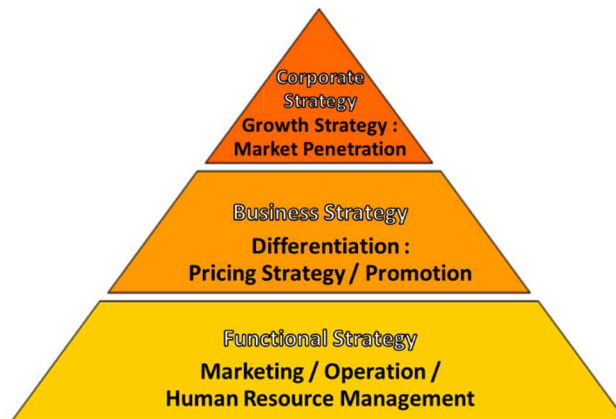 Corporate
Strategy
Growth Strategy :
Market Penetration
Business Strategy
Differentiation :
Pricing Strategy / Promotion
Functional Strategy
Marketing / Operation /
Human Resource Management